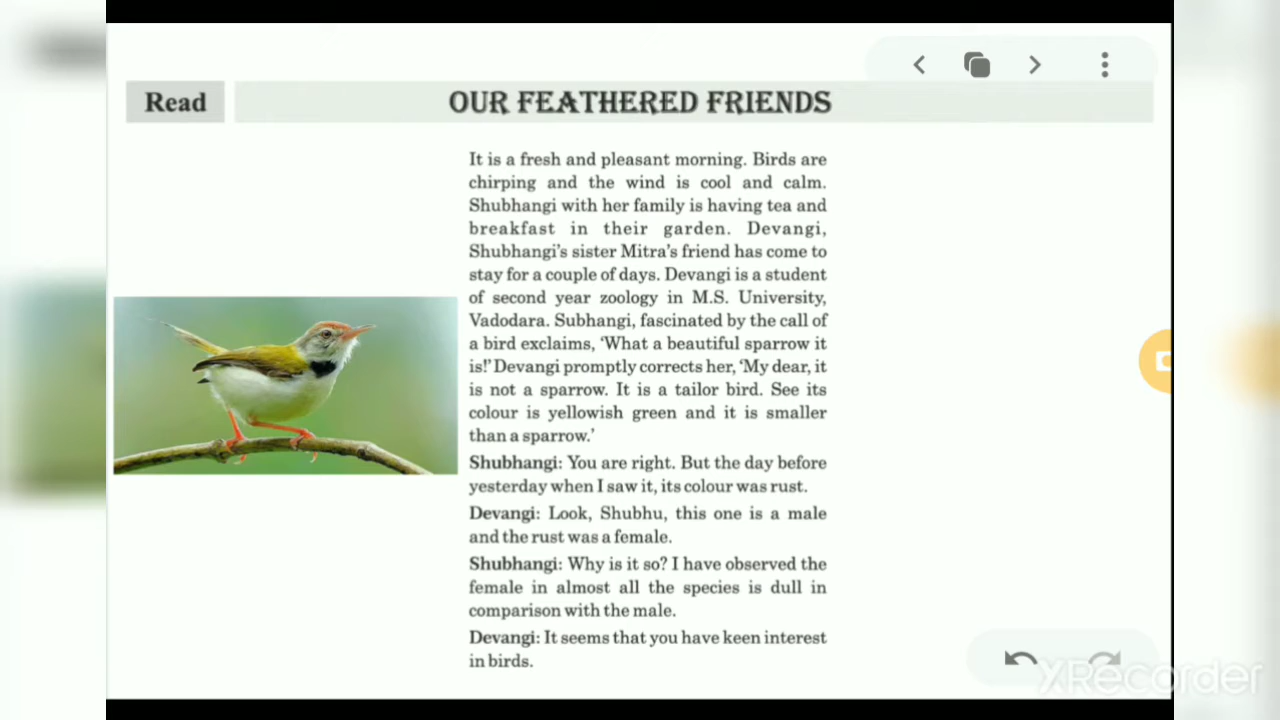 Read
OUR FEATHERED FRIENDS
It is a fresh and pleasant morning. Birds are
chirping and the wind is cool and calm.
Shubhangi with her family is having tea and
breakfast in their garden. Devangi,
Shubhangi's sister Mitra's friend has come to
stay for a couple of days. Devangi is a student
of second year zoology in M.S. University,
Vadodara. Subhangi, fascinated by the call of
a bird exclaims, 'What a beautiful sparrow it
is!' Devangi promptly corrects her, 'My dear, it
is not a sparrow. It is a tailor bird. See its
colour is yellowish green and it is smaller
than a sparrow.'
Shubhangi: You are right. But the day before
yesterday when I saw it, its colour was rust.
Devangi: Look, Shubhu, this one is a male
and the rust was a female.
Shubhangi: Why is it so? I have observed the
female in almost all the species is dull in
comparison with the male.
Devangi: It seems that you have keen interest
in birds.
XRecorder